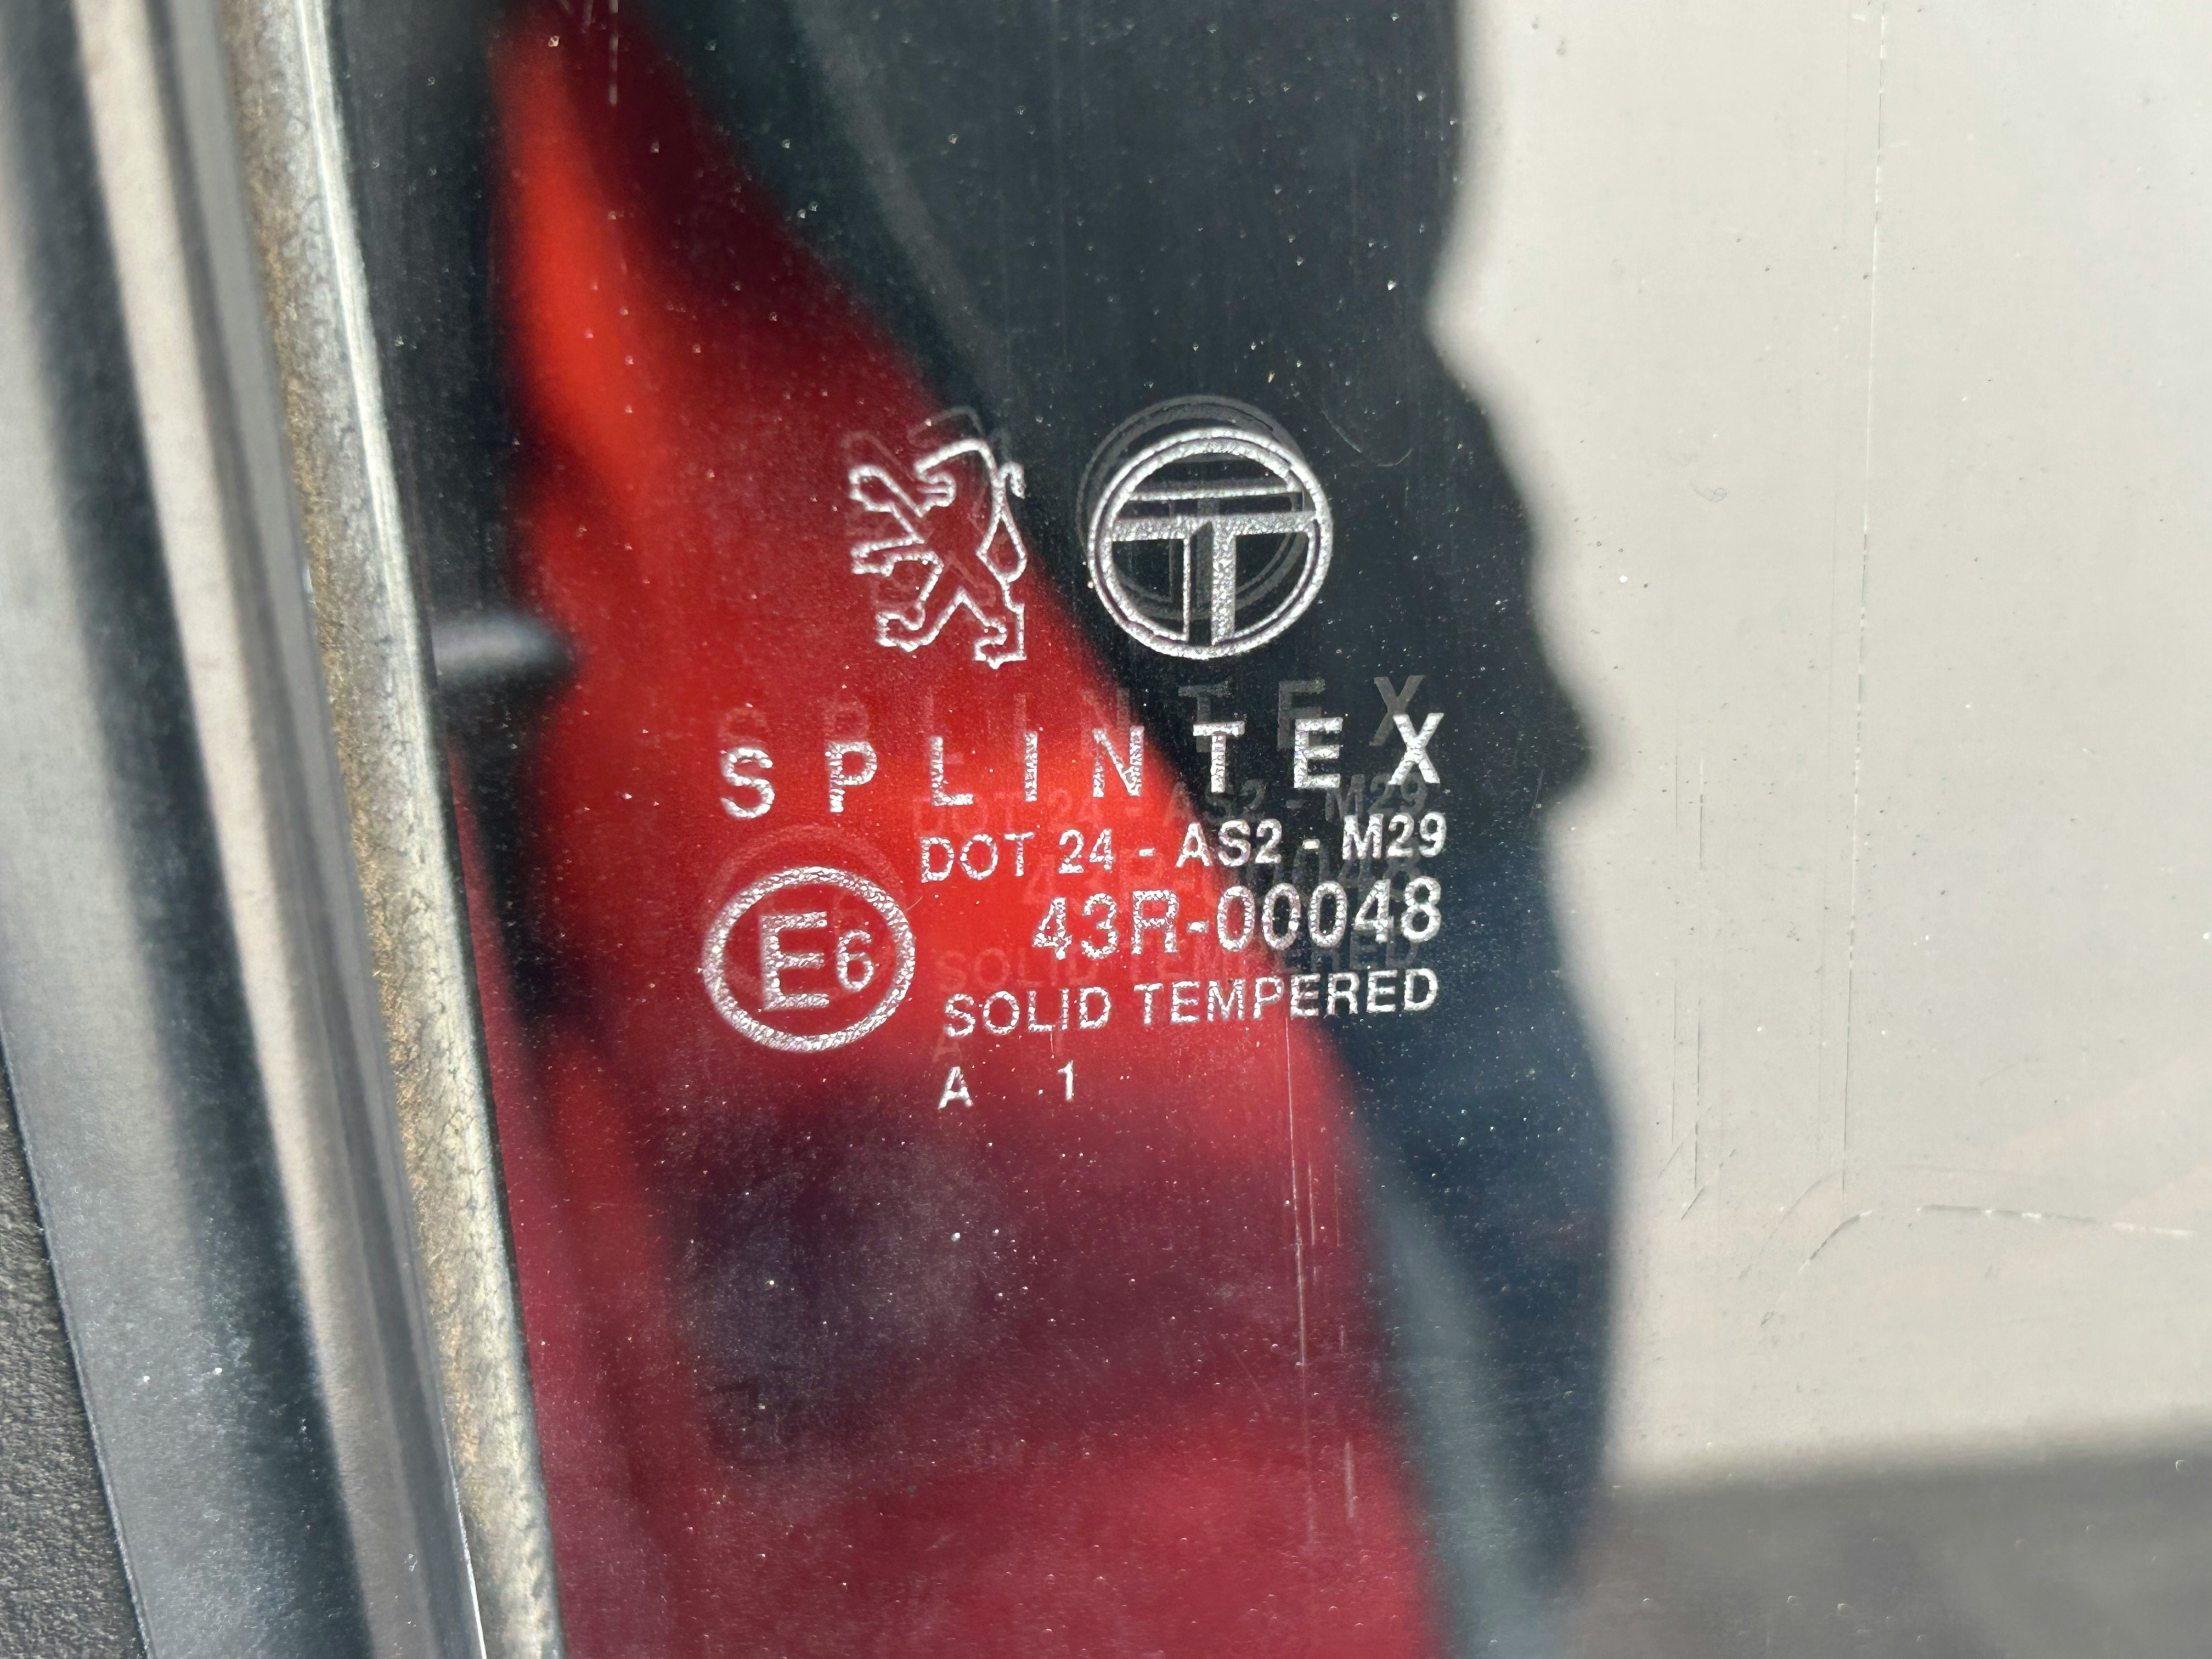 SPLINTEX
DOT 24 - AS2 - M29
E6 43R-00048
SOLID TEMPERED
A .1